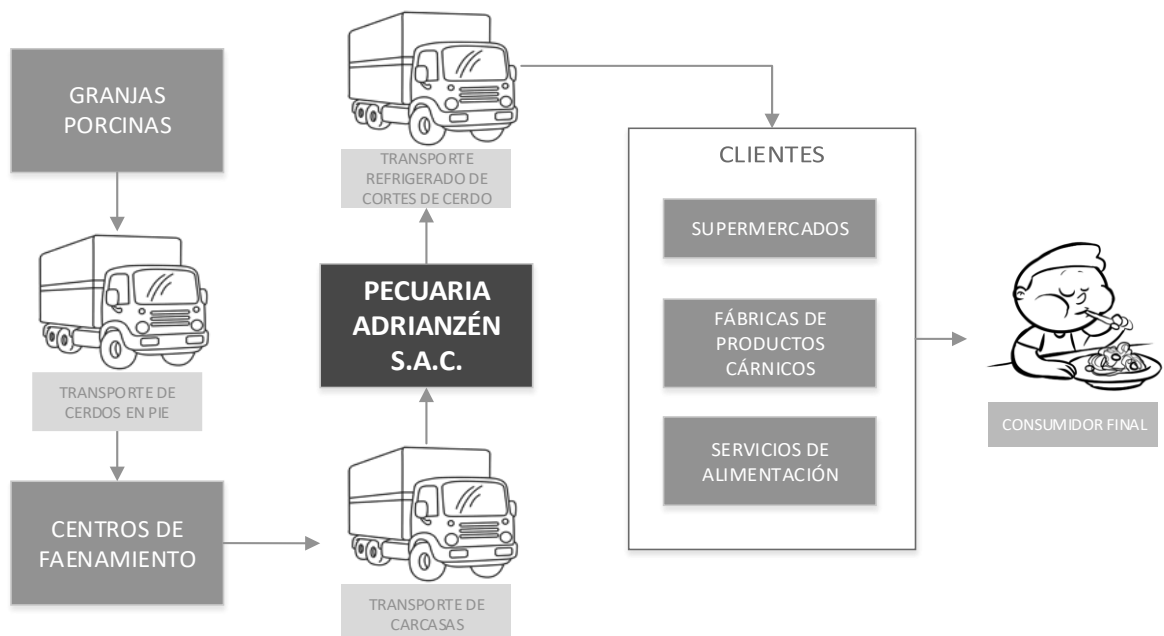 GRANJAS
PORCINAS
TRANSPORTE DE
CERDOS EN PIE
CENTROS DE
FAENAMIENTO
TRANSPORTE DE
CARCASAS
PECUARIA
ADRIANZÉN
S.A.C.
TRANSPORTE
REFRIGERADO DE
CORTES DE CERDO
CLIENTES
SUPERMERCADOS
FÁBRICAS DE
PRODUCTOS
CÁRNICOS
SERVICIOS DE
ALIMENTACIÓN
CONSUMIDOR FINAL